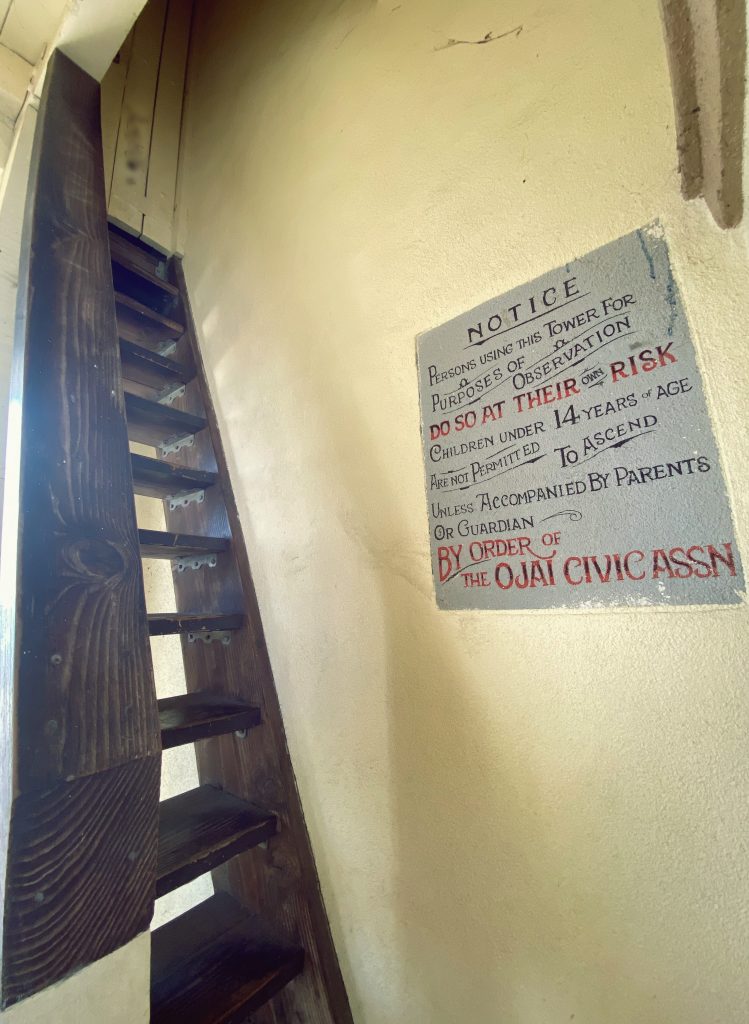 NOTICE
PERSONS USING THIS TOWER FOR
PURPOSES OF OBSERVATION
DO SO AT THEIR OWN RISK
CHILDREN UNDER 14 YEARS OF AGE
ARE NOT PERMITTED TO ASCEND
UNLESS ACCOMPANIED BY PARENTS
OR GUARDIAN
BY ORDER OF
THE OJAI CIVIC ASSN